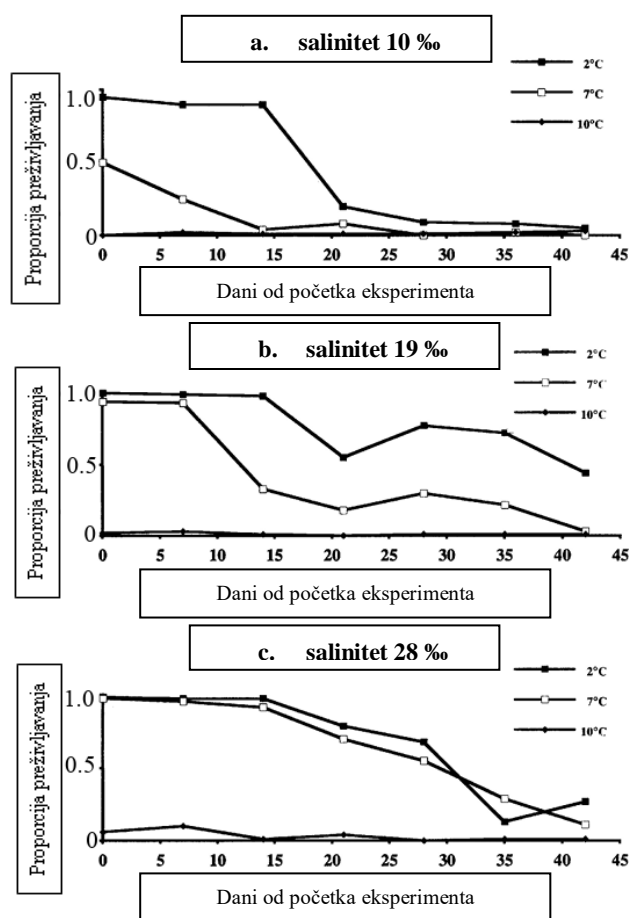 a. salinitet 10 ‰
2°C
7°C
10°C
Proporcija preživljavanja
1.0
0.5
0
0 5 10 15 20 25 30 35 40 45
Dani od početka eksperimenta
b. salinitet 19 ‰
2°C
7°C
10°C
Proporcija preživljavanja
1.0
0.5
0
0 5 10 15 20 25 30 35 40 45
Dani od početka eksperimenta
c. salinitet 28 ‰
2°C
7°C
10°C
Proporcija preživljavanja
1.0
0.5
0
0 5 10 15 20 25 30 35 40 45
Dani od početka eksperimenta